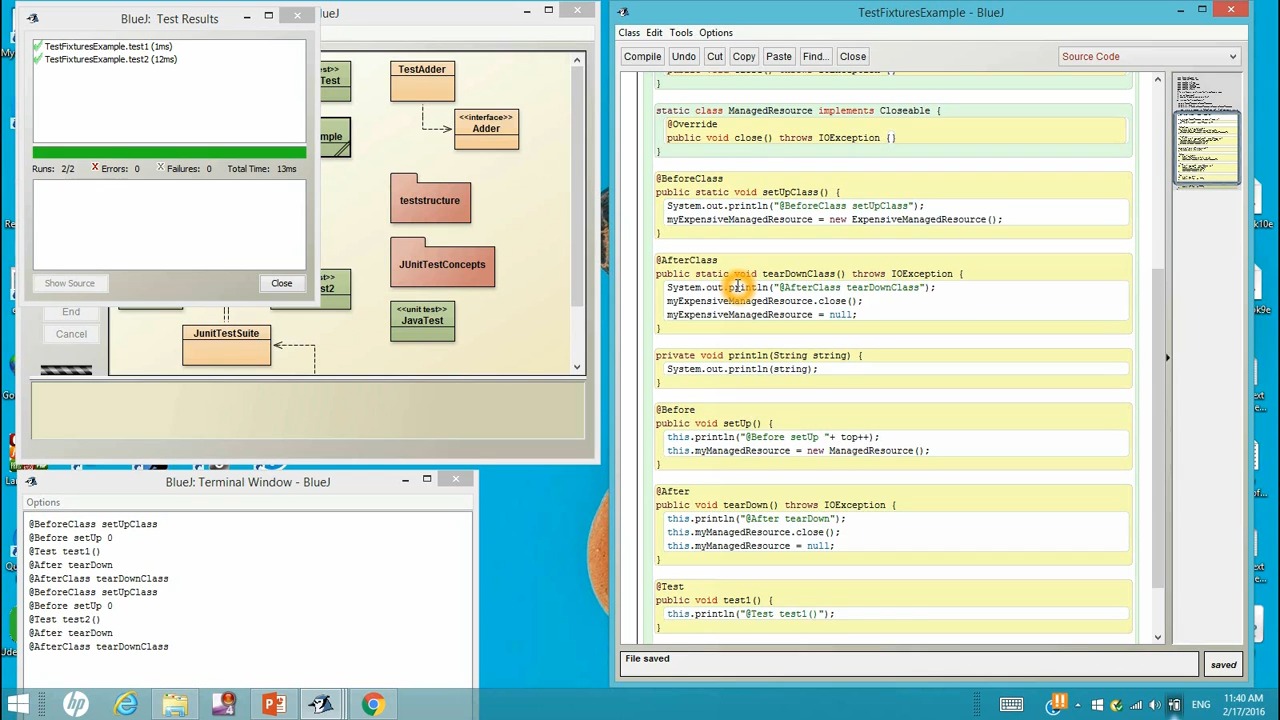 BlueJ: Test Results
TestFixturesExample.test1 (1ms)
TestFixturesExample.test2 (12ms)
Runs: 2/2
Errors: 0
Failures: 0
Total Time: 13ms
Show Source
Close
End
Cancel
TestAdder
<<interface>>
Adder
teststructure
JUnitTestConcepts
<<unit test>>
JavaTest
JunitTestSuite
BlueJ: Terminal Window - BlueJ
Options
@BeforeClass setUpClass
@Before setUp 0
@Test test1()
@After tearDown
@AfterClass tearDownClass
@BeforeClass setUpClass
@Before setUp 0
@Test test2()
@After tearDown
@AfterClass tearDownClass
TestFixturesExample - BlueJ
Class Edit Tools Options
Compile Undo Cut Copy Paste Find... Close
Source Code
}
static class ManagedResource implements Closeable {
@Override
public void close() throws IOException {}
}
@BeforeClass
public static void setUpClass() {
System.out.println("@BeforeClass setUpClass");
myExpensiveManagedResource = new ExpensiveManagedResource();
}
@AfterClass
public static void tearDownClass() throws IOException {
System.out.println("@AfterClass tearDownClass");
myExpensiveManagedResource.close();
myExpensiveManagedResource = null;
}
private void println(String string) {
System.out.println(string);
}
@Before
public void setUp() {
this.println("@Before setUp "+ top++);
this.myManagedResource = new ManagedResource();
}
@After
public void tearDown() throws IOException {
this.println("@After tearDown");
this.myManagedResource.close();
this.myManagedResource = null;
}
@Test
public void test1() {
this.println("@Test test1()");
}
File saved
saved
ENG
11:40 AM
2/17/2016